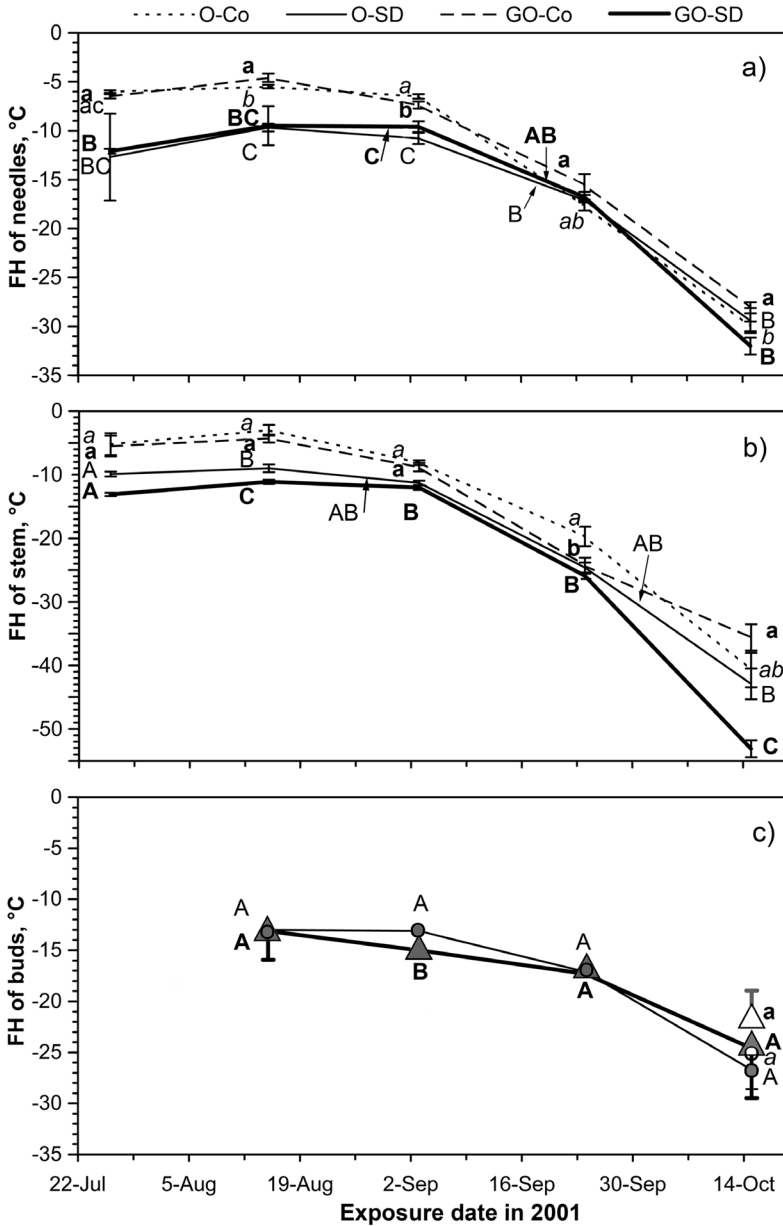 O-Co O-SD GO-Co GO-SD
a)
FH of needles, °C
0
-5
-10
-15
-20
-25
-30
-35
a
ac
B
BC
a
b
BC
C
a
b
C
C
AB
a
B
ab
a
B
b
B
b)
FH of stem, °C
0
-10
-20
-30
-40
-50
a
a
A
A
a
a
B
C
a
a
AB
B
a
b
B
AB
a
ab
B
C
c)
FH of buds, °C
0
-5
-10
-15
-20
-25
-30
-35
A
A
A
B
A
A
a
A
a
A
22-Jul 5-Aug 19-Aug 2-Sep 16-Sep 30-Sep 14-Oct
Exposure date in 2001